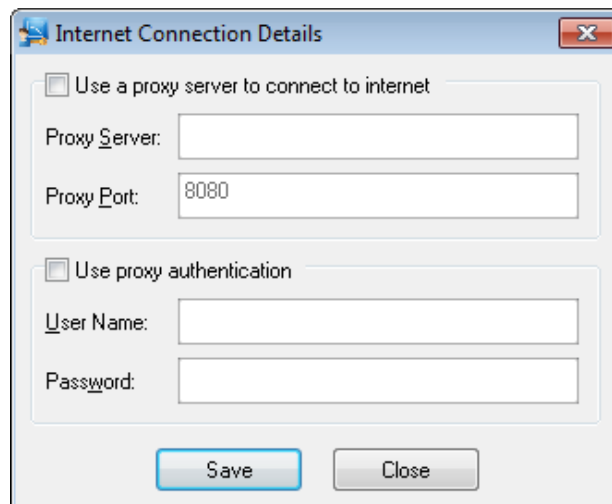 Internet Connection Details
Use a proxy server to connect to internet
Proxy Server:
Proxy Port: 8080
Use proxy authentication
User Name:
Password:
Save Close